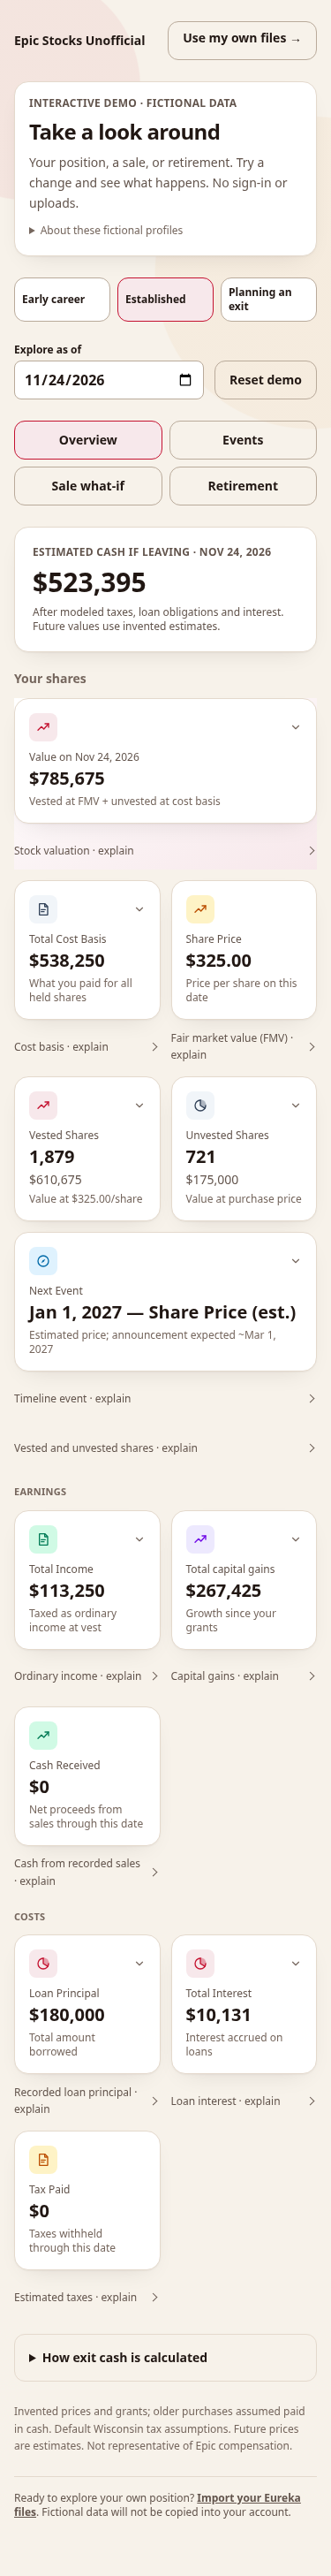 Epic Stocks Unofficial
Use my own files →
INTERACTIVE DEMO · FICTIONAL DATA
Take a look around
Your position, a sale, or retirement. Try a
change and see what happens. No sign-in or
uploads.
▶ About these fictional profiles
Early career
Established
Planning an
exit
Explore as of
11/24/2026
Reset demo
Overview
Events
Sale what-if
Retirement
ESTIMATED CASH IF LEAVING · NOV 24, 2026
$523,395
After modeled taxes, loan obligations and interest.
Future values use invented estimates.
Your shares
Value on Nov 24, 2026
$785,675
Vested at FMV + unvested at cost basis
Stock valuation · explain
Total Cost Basis
$538,250
What you paid for all
held shares
Cost basis · explain
Share Price
$325.00
Price per share on this
date
Fair market value (FMV) ·
explain
Vested Shares
1,879
$610,675
Value at $325.00/share
Unvested Shares
721
$175,000
Value at purchase price
Next Event
Jan 1, 2027 — Share Price (est.)
Estimated price; announcement expected ~Mar 1,
2027
Timeline event · explain
Vested and unvested shares · explain
EARNINGS
Total Income
$113,250
Taxed as ordinary
income at vest
Ordinary income · explain
Total capital gains
$267,425
Growth since your
grants
Capital gains · explain
Cash Received
$0
Net proceeds from
sales through this date
Cash from recorded sales
· explain
COSTS
Loan Principal
$180,000
Total amount
borrowed
Recorded loan principal ·
explain
Total Interest
$10,131
Interest accrued on
loans
Loan interest · explain
Tax Paid
$0
Taxes withheld
through this date
Estimated taxes · explain
▶ How exit cash is calculated
Invented prices and grants; older purchases assumed paid
in cash. Default Wisconsin tax assumptions. Future prices
are estimates. Not representative of Epic compensation.
Ready to explore your own position? Import your Eureka
files. Fictional data will not be copied into your account.